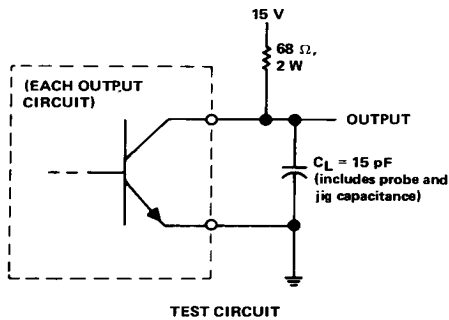 15 V
68 Ω,
2 W
(EACH OUTPUT
CIRCUIT)
OUTPUT
CL = 15 pF
(includes probe and
jig capacitance)
TEST CIRCUIT